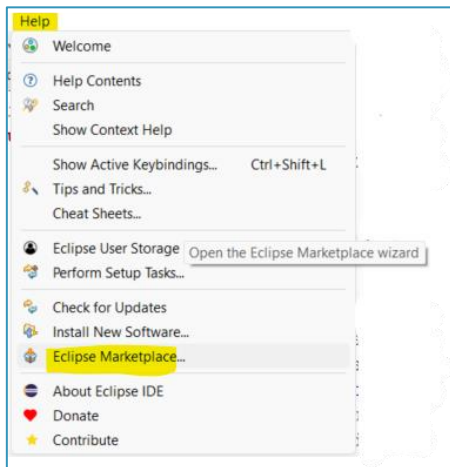 Help
Welcome
Help Contents
Search
Show Context Help
Show Active Keybindings... Ctrl+Shift+L
Tips and Tricks...
Cheat Sheets...
Eclipse User Storage
Open the Eclipse Marketplace wizard
Perform Setup Tasks...
Check for Updates
Install New Software...
Eclipse Marketplace...
About Eclipse IDE
Donate
Contribute